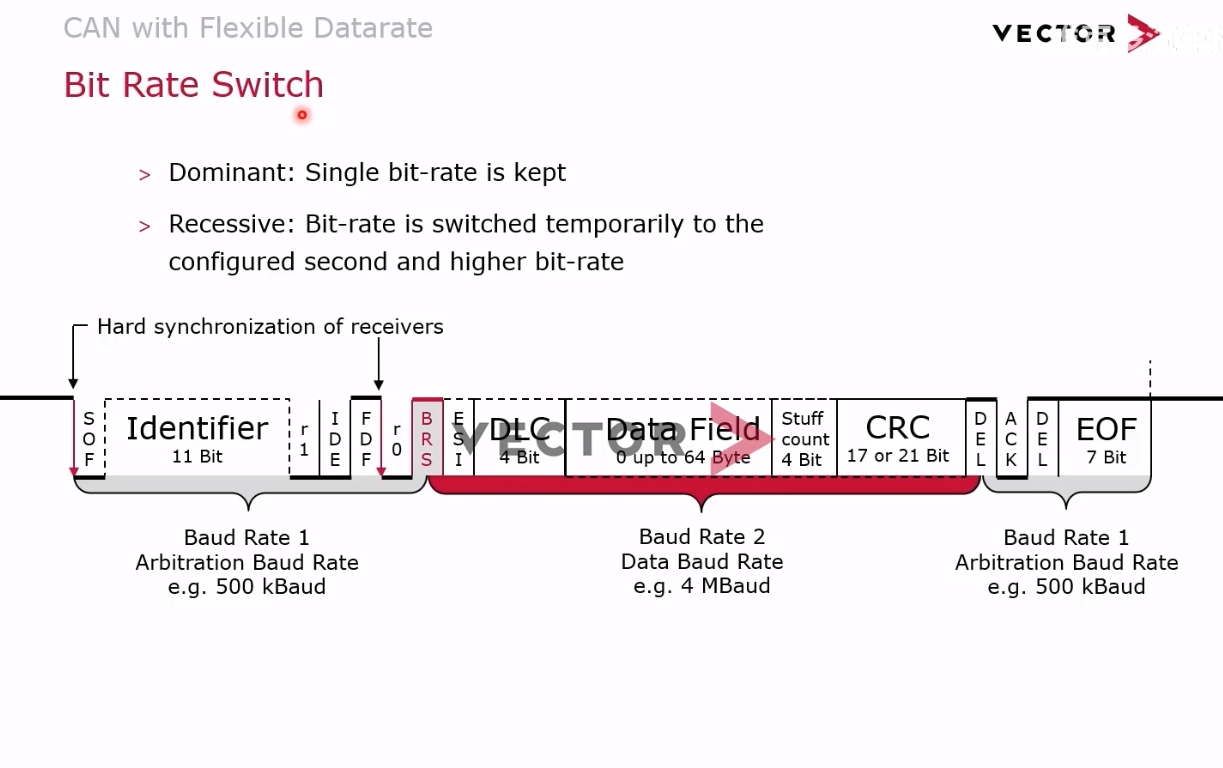 CAN with Flexible Datarate
VECTOR
Bit Rate Switch
> Dominant: Single bit-rate is kept
> Recessive: Bit-rate is switched temporarily to the
configured second and higher bit-rate
Hard synchronization of receivers
SOF
Identifier
11 Bit
r1
IDE
FDF
r0
BRS
ESI
DLC
4 Bit
Data Field
0 up to 64 Byte
Stuff
count
4 Bit
CRC
17 or 21 Bit
DEL
ACK
DEL
EOF
7 Bit
VECTOR
Baud Rate 1
Arbitration Baud Rate
e.g. 500 kBaud
Baud Rate 2
Data Baud Rate
e.g. 4 MBaud
Baud Rate 1
Arbitration Baud Rate
e.g. 500 kBaud